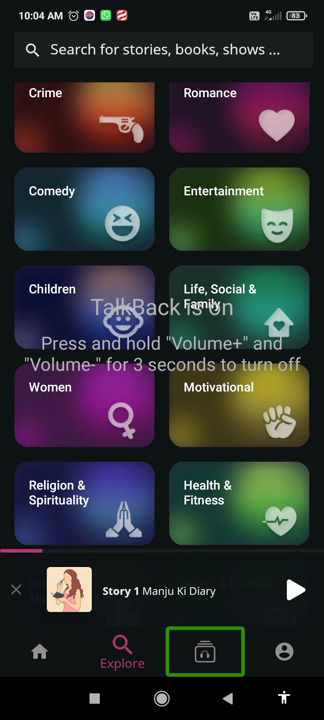 10:04 AM
83
Search for stories, books, shows ...
Crime
Romance
Comedy
Entertainment
Children
Life, Social &
Family
TalkBack is On
Press and hold "Volume+" and
"Volume-" for 3 seconds to turn off
Women
Motivational
Religion &
Spirituality
Health &
Fitness
Story 1 Manju Ki Diary
Explore